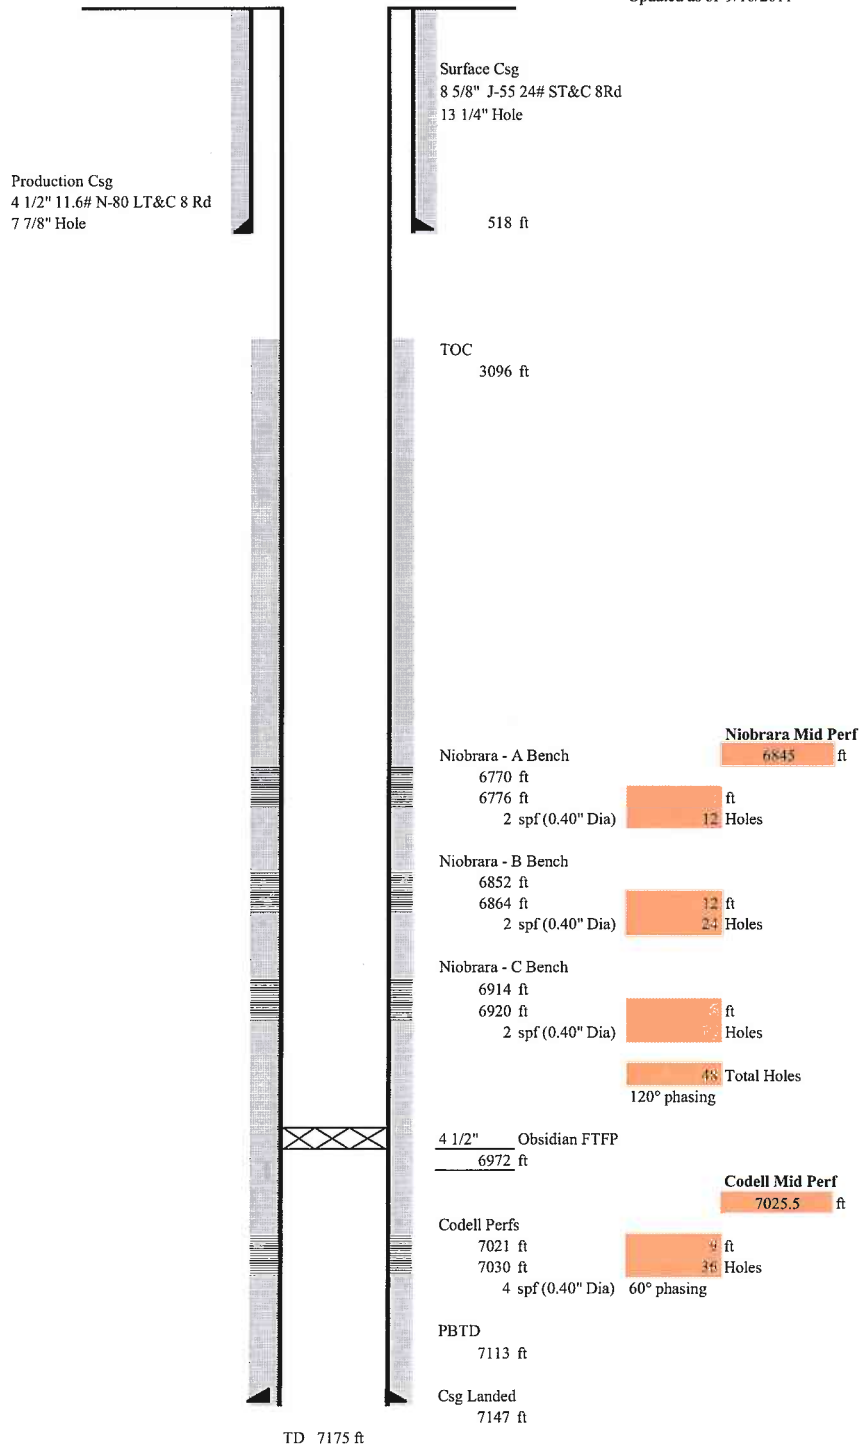 Surface Csg
8 5/8" J-55 24# ST&C 8Rd
13 1/4" Hole
Production Csg
4 1/2" 11.6# N-80 LT&C 8 Rd
7 7/8" Hole
518 ft
TOC
3096 ft
Niobrara Mid Perf
6845 ft
Niobrara - A Bench
6770 ft
6776 ft ft
2 spf (0.40" Dia) 12 Holes
Niobrara - B Bench
6852 ft
6864 ft 12 ft
2 spf (0.40" Dia) 24 Holes
Niobrara - C Bench
6914 ft
6920 ft ft
2 spf (0.40" Dia) Holes
48 Total Holes
120° phasing
4 1/2" Obsidian FTFP
6972 ft
Codell Mid Perf
7025.5 ft
Codell Perfs
7021 ft 9 ft
7030 ft 36 Holes
4 spf (0.40" Dia) 60° phasing
PBTD
7113 ft
Csg Landed
7147 ft
TD 7175 ft